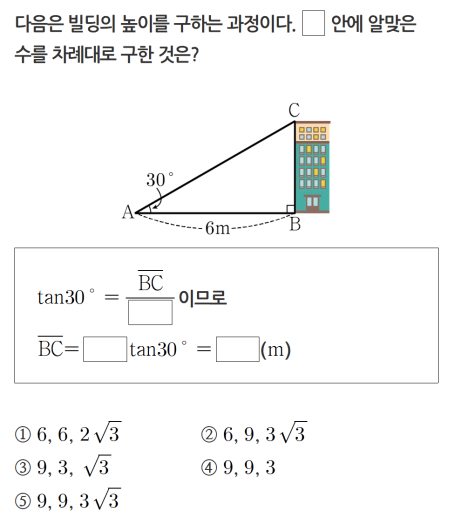 다음은 빌딩의 높이를 구하는 과정이다. □ 안에 알맞은
수를 차례대로 구한 것은?
C
30°
A
6m
B
tan30° = \frac{\overline{BC}}{□} 이므로
\overline{BC}=□tan30° =□(m)
① 6, 6, 2√3 ② 6, 9, 3√3
③ 9, 3, √3 ④ 9, 9, 3
⑤ 9, 9, 3√3